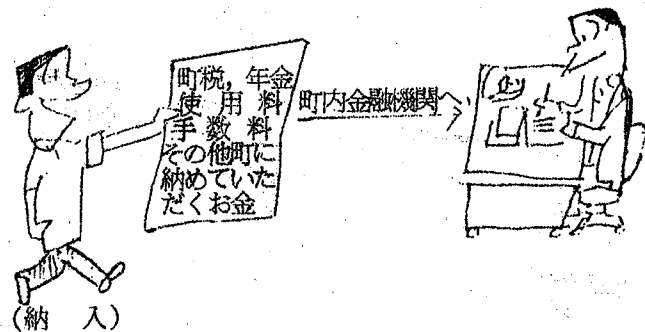 町税，年金
使用料
手数料
その他町に
納めていた
だくお金
町内金融機関へ
(納　入)